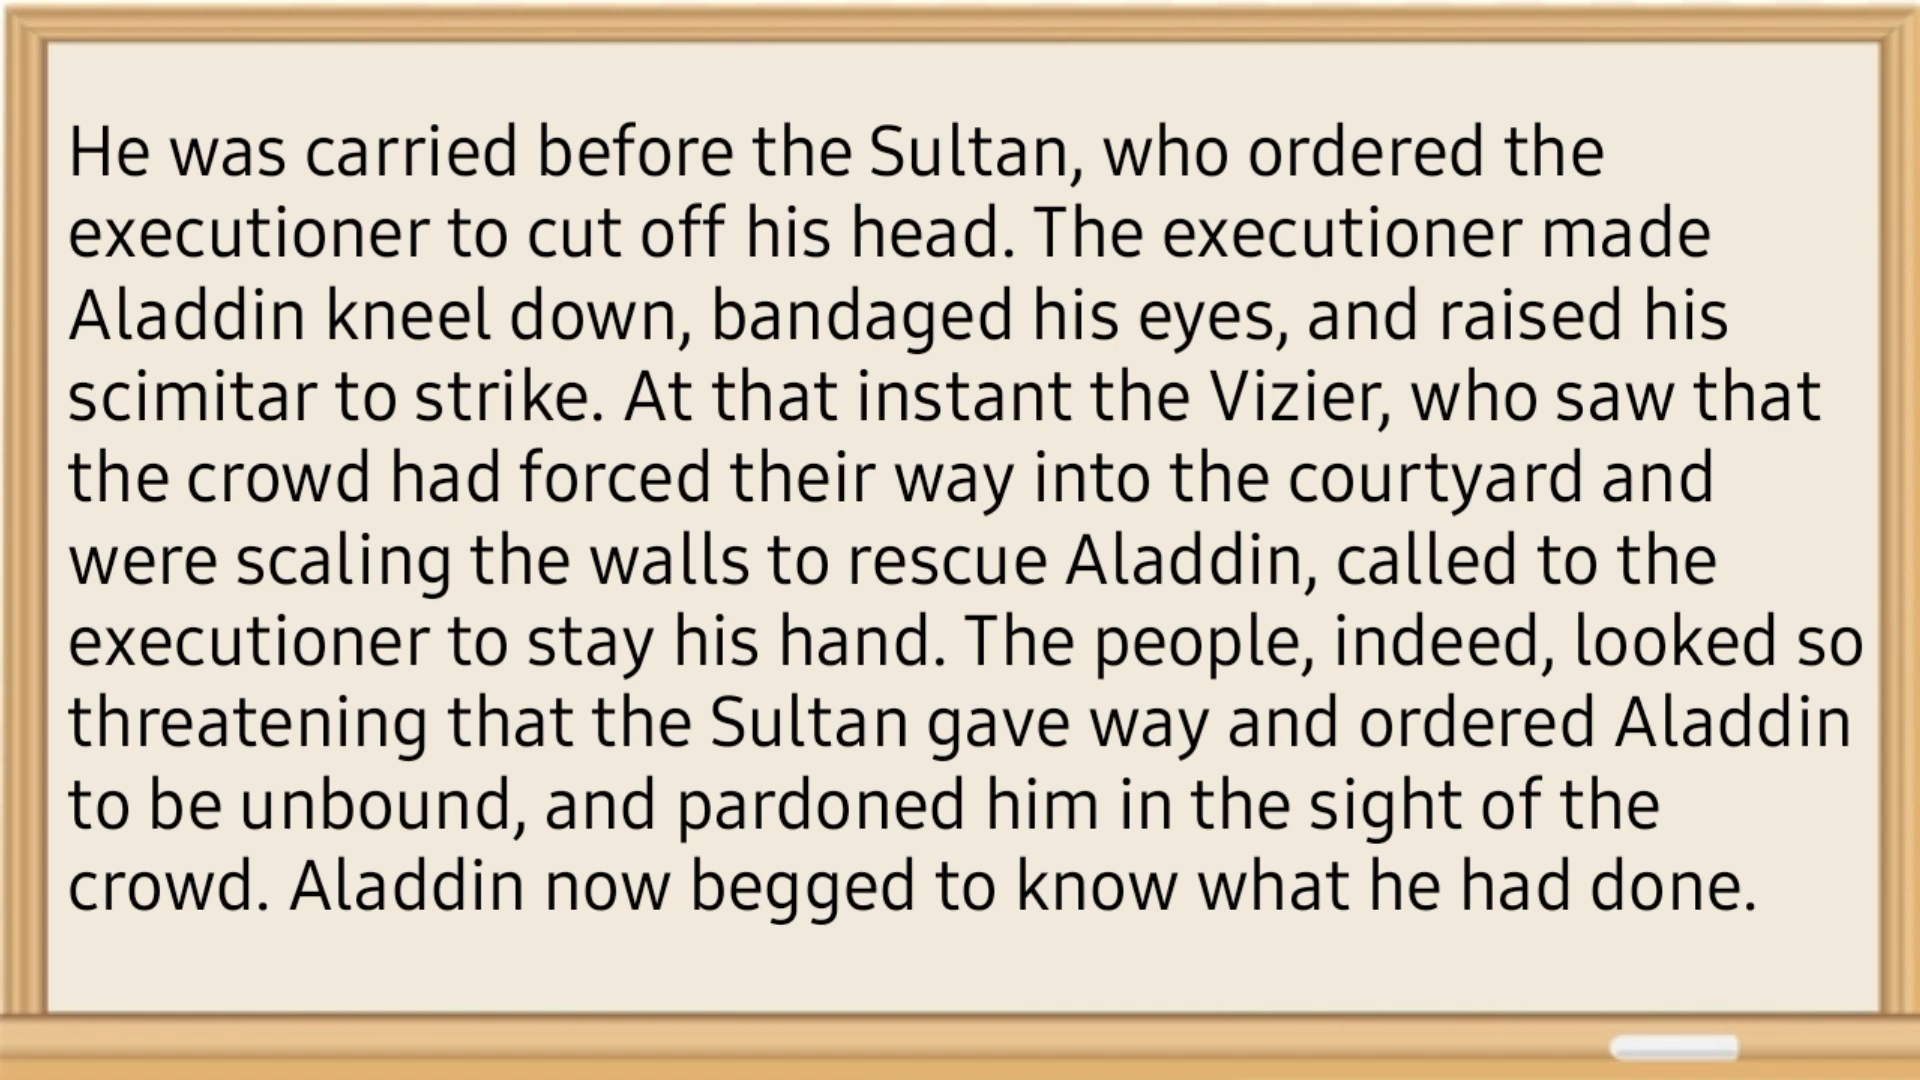 He was carried before the Sultan, who ordered the
executioner to cut off his head. The executioner made
Aladdin kneel down, bandaged his eyes, and raised his
scimitar to strike. At that instant the Vizier, who saw that
the crowd had forced their way into the courtyard and
were scaling the walls to rescue Aladdin, called to the
executioner to stay his hand. The people, indeed, looked so
threatening that the Sultan gave way and ordered Aladdin
to be unbound, and pardoned him in the sight of the
crowd. Aladdin now begged to know what he had done.